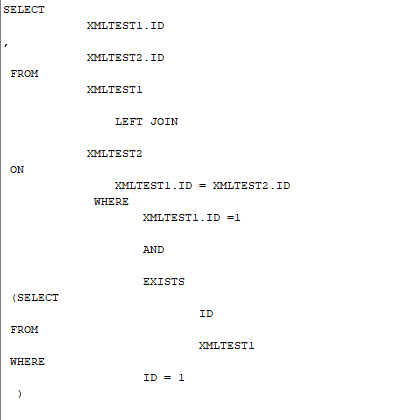 SELECT
XMLTEST1.ID
,
XMLTEST2.ID
FROM
XMLTEST1
LEFT JOIN
XMLTEST2
ON
XMLTEST1.ID = XMLTEST2.ID
WHERE
XMLTEST1.ID =1
AND
EXISTS
(SELECT
ID
FROM
XMLTEST1
WHERE
ID = 1
)